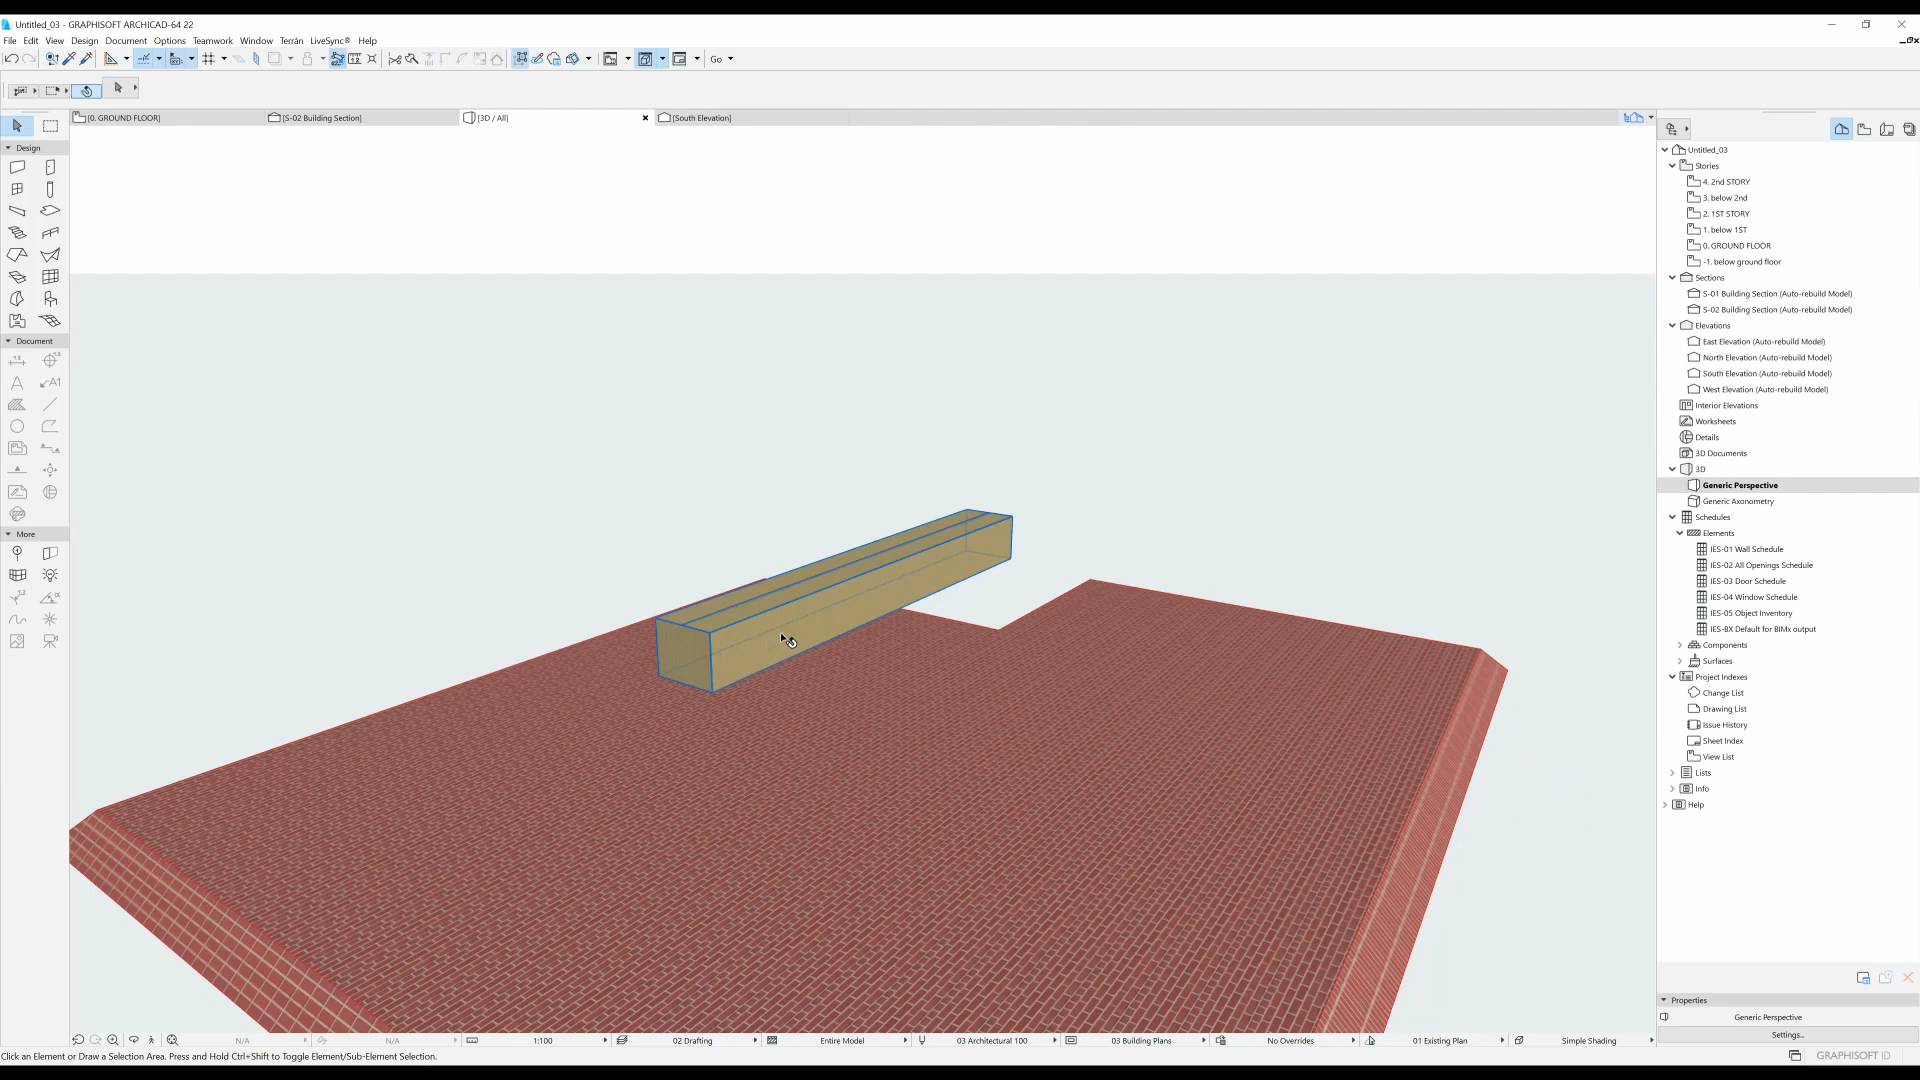 Untitled_03 - GRAPHISOFT ARCHICAD-64 22
File Edit View Design Document Options Teamwork Window Terrán LiveSync® Help
Go
[0. GROUND FLOOR]
[S-02 Building Section]
[3D / All]
[South Elevation]
Design
Document
A
A1
More
Untitled_03
Stories
4. 2nd STORY
3. below 2nd
2. 1ST STORY
1. below 1ST
0. GROUND FLOOR
-1. below ground floor
Sections
S-01 Building Section (Auto-rebuild Model)
S-02 Building Section (Auto-rebuild Model)
Elevations
East Elevation (Auto-rebuild Model)
North Elevation (Auto-rebuild Model)
South Elevation (Auto-rebuild Model)
West Elevation (Auto-rebuild Model)
Interior Elevations
Worksheets
Details
3D Documents
3D
Generic Perspective
Generic Axonometry
Schedules
Elements
IES-01 Wall Schedule
IES-02 All Openings Schedule
IES-03 Door Schedule
IES-04 Window Schedule
IES-05 Object Inventory
IES-BX Default for BIMx output
Components
Surfaces
Project Indexes
Change List
Drawing List
Issue History
Sheet Index
View List
Lists
Info
Help
Properties
Generic Perspective
Settings...
N/A N/A 1:100 02 Drafting Entire Model 03 Architectural 100 03 Building Plans No Overrides 01 Existing Plan Simple Shading
Click an Element or Draw a Selection Area. Press and Hold Ctrl+Shift to Toggle Element/Sub-Element Selection.
GRAPHISOFT ID